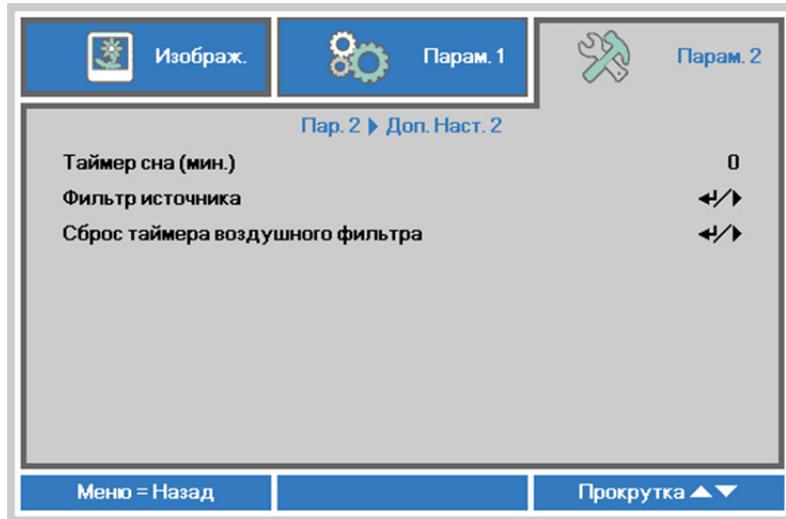 Изображ. Парам. 1 Парам. 2
Пар. 2 ▶ Доп. Наст. 2
Таймер сна (мин.) 0
Фильтр источника ↵/▶
Сброс таймера воздушного фильтра ↵/▶
Меню = Назад Прокрутка ▲▼